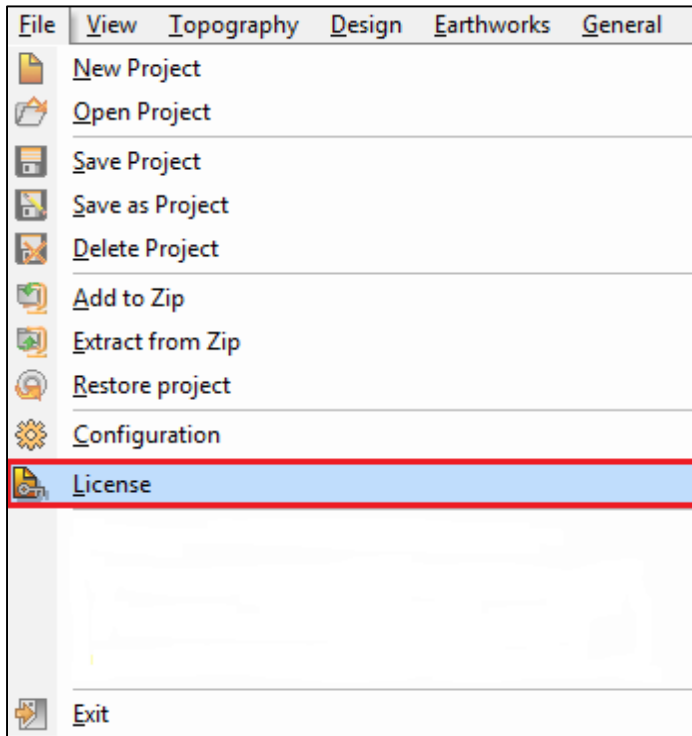 File View Topography Design Earthworks General
New Project
Open Project
Save Project
Save as Project
Delete Project
Add to Zip
Extract from Zip
Restore project
Configuration
License
Exit